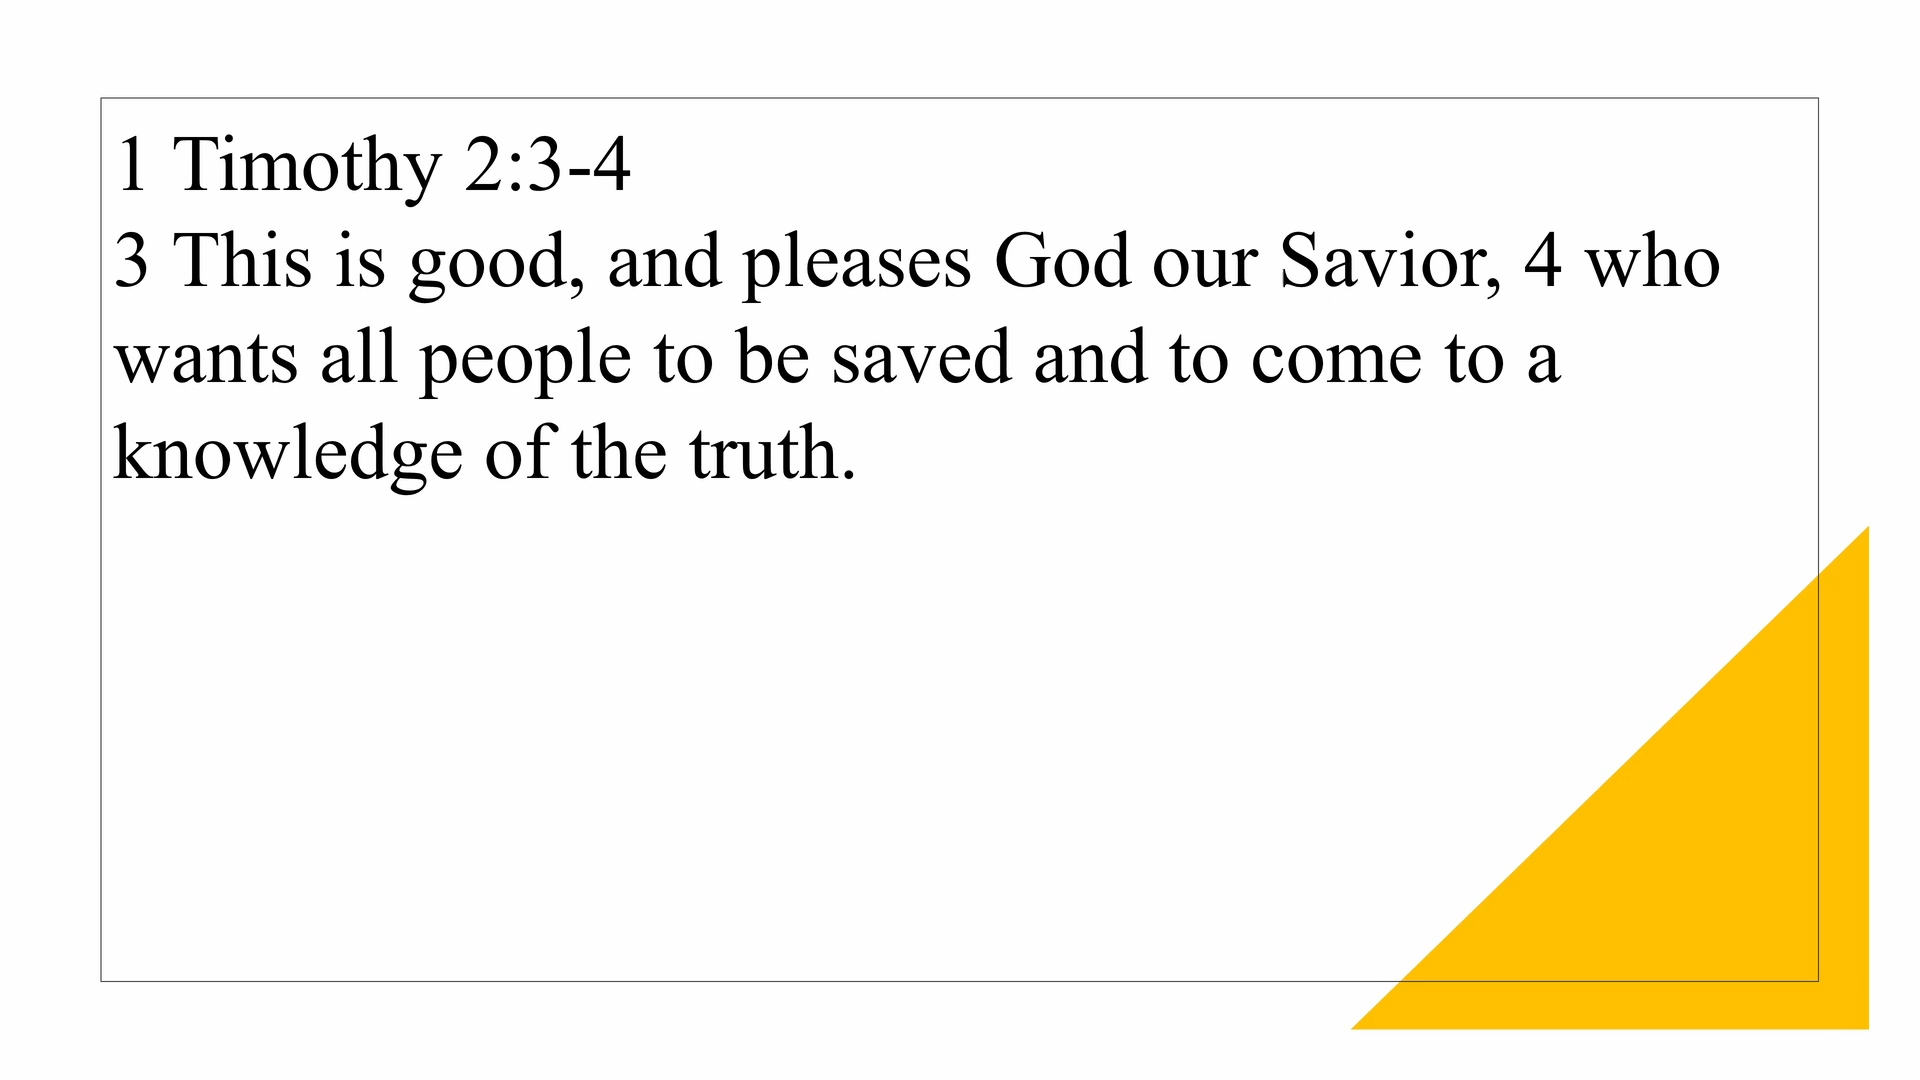 1 Timothy 2:3-4
3 This is good, and pleases God our Savior, 4 who
wants all people to be saved and to come to a
knowledge of the truth.